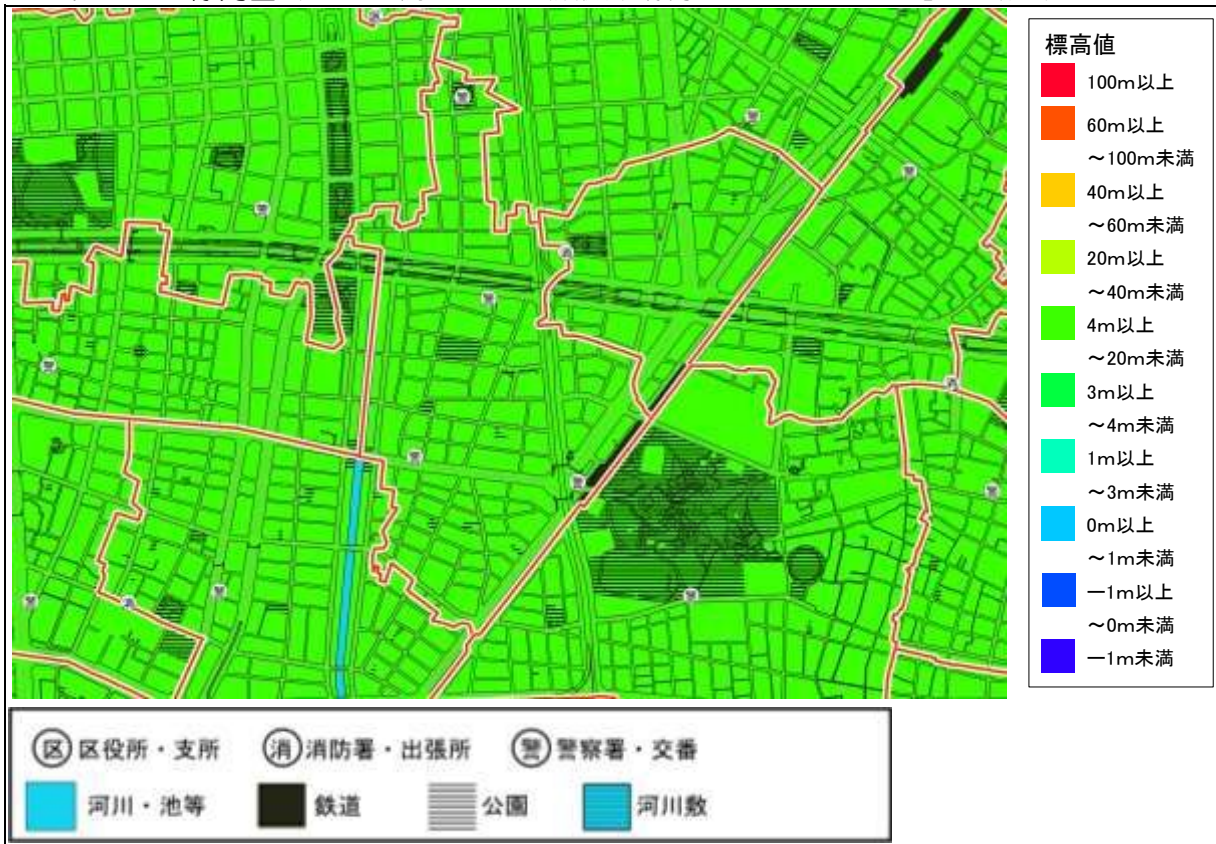 標高値
100m以上
60m以上
～100m未満
40m以上
～60m未満
20m以上
～40m未満
4m以上
～20m未満
3m以上
～4m未満
1m以上
～3m未満
0m以上
～1m未満
―1m以上
～0m未満
―1m未満
区 区役所・支所 消 消防署・出張所 警 警察署・交番
河川・池等 鉄道 公園 河川敷